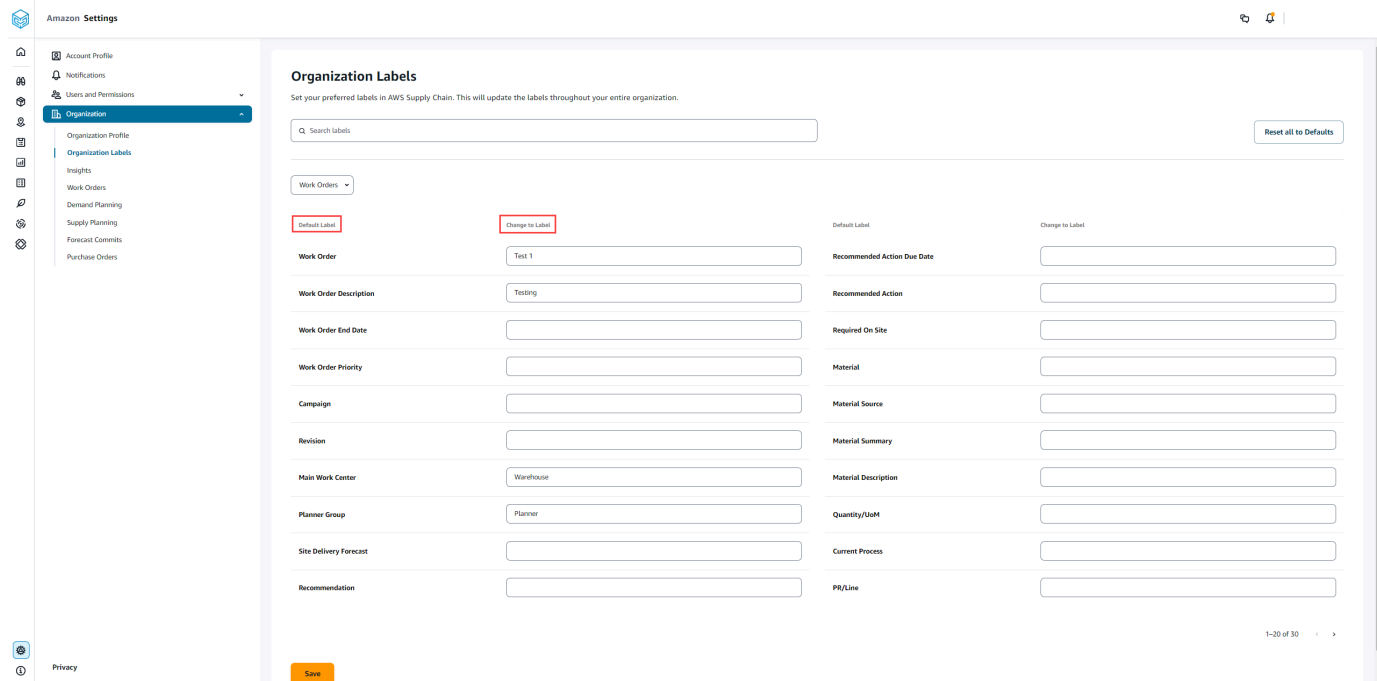 Amazon Settings
Account Profile
Notifications
Users and Permissions
Organization
Organization Profile
Organization Labels
Insights
Work Orders
Demand Planning
Supply Planning
Forecast Commits
Purchase Orders
Privacy
Organization Labels
Set your preferred labels in AWS Supply Chain. This will update the labels throughout your entire organization.
Search labels
Reset all to Defaults
Work Orders
Default Label Change to Label Default Label Change to Label
Work Order Test 1 Recommended Action Due Date
Work Order Description Testing Recommended Action
Work Order End Date Required On Site
Work Order Priority Material
Campaign Material Source
Revision Material Summary
Main Work Center Warehouse Material Description
Planner Group Planner Quantity/UoM
Site Delivery Forecast Current Process
Recommendation PR/Line
1–20 of 30
Save